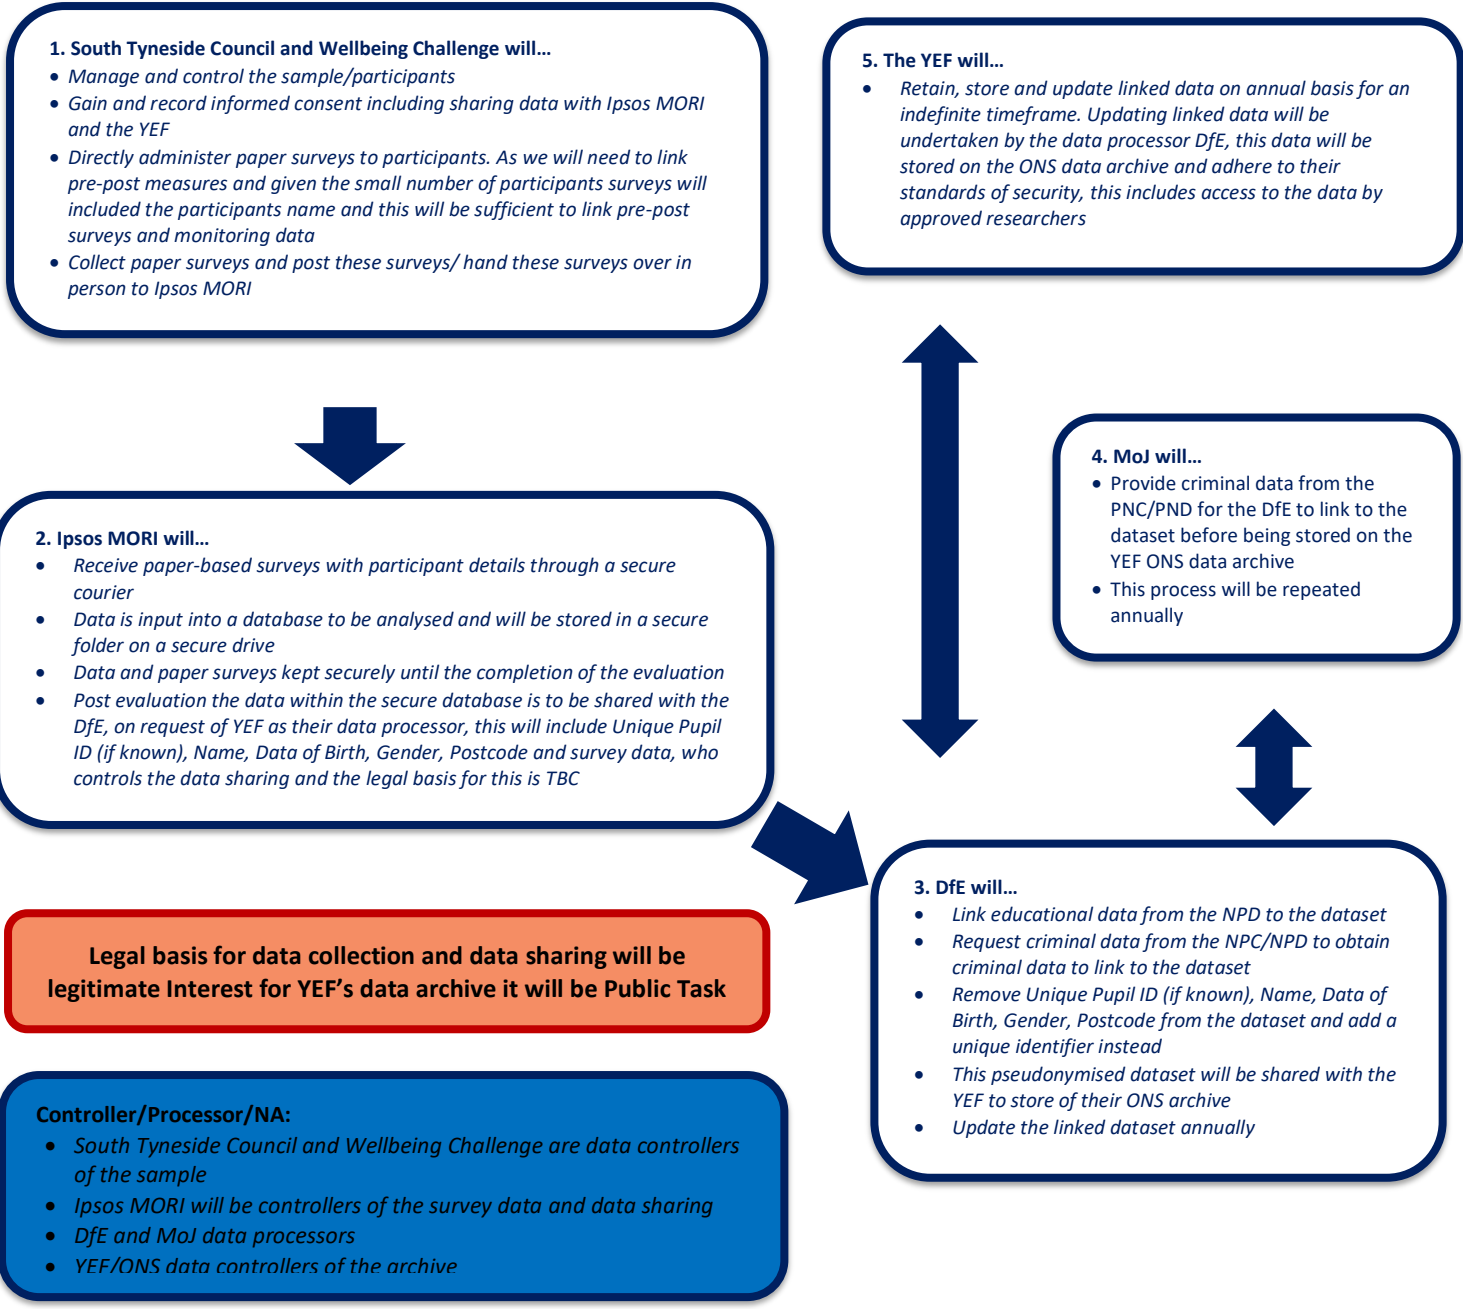 1. South Tyneside Council and Wellbeing Challenge will…
• Manage and control the sample/participants
• Gain and record informed consent including sharing data with Ipsos MORI
and the YEF
• Directly administer paper surveys to participants. As we will need to link
pre-post measures and given the small number of participants surveys will
included the participants name and this will be sufficient to link pre-post
surveys and monitoring data
• Collect paper surveys and post these surveys/ hand these surveys over in
person to Ipsos MORI
2. Ipsos MORI will…
• Receive paper-based surveys with participant details through a secure
courier
• Data is input into a database to be analysed and will be stored in a secure
folder on a secure drive
• Data and paper surveys kept securely until the completion of the evaluation
• Post evaluation the data within the secure database is to be shared with the
DfE, on request of YEF as their data processor, this will include Unique Pupil
ID (if known), Name, Data of Birth, Gender, Postcode and survey data, who
controls the data sharing and the legal basis for this is TBC
3. DfE will…
• Link educational data from the NPD to the dataset
• Request criminal data from the NPC/NPD to obtain
criminal data to link to the dataset
• Remove Unique Pupil ID (if known), Name, Data of
Birth, Gender, Postcode from the dataset and add a
unique identifier instead
• This pseudonymised dataset will be shared with the
YEF to store of their ONS archive
• Update the linked dataset annually
4. MoJ will…
• Provide criminal data from the
PNC/PND for the DfE to link to the
dataset before being stored on the
YEF ONS data archive
• This process will be repeated
annually
5. The YEF will…
• Retain, store and update linked data on annual basis for an
indefinite timeframe. Updating linked data will be
undertaken by the data processor DfE, this data will be
stored on the ONS data archive and adhere to their
standards of security, this includes access to the data by
approved researchers
Legal basis for data collection and data sharing will be
legitimate Interest for YEF’s data archive it will be Public Task
Controller/Processor/NA:
• South Tyneside Council and Wellbeing Challenge are data controllers
of the sample
• Ipsos MORI will be controllers of the survey data and data sharing
• DfE and MoJ data processors
• YEF/ONS data controllers of the archive